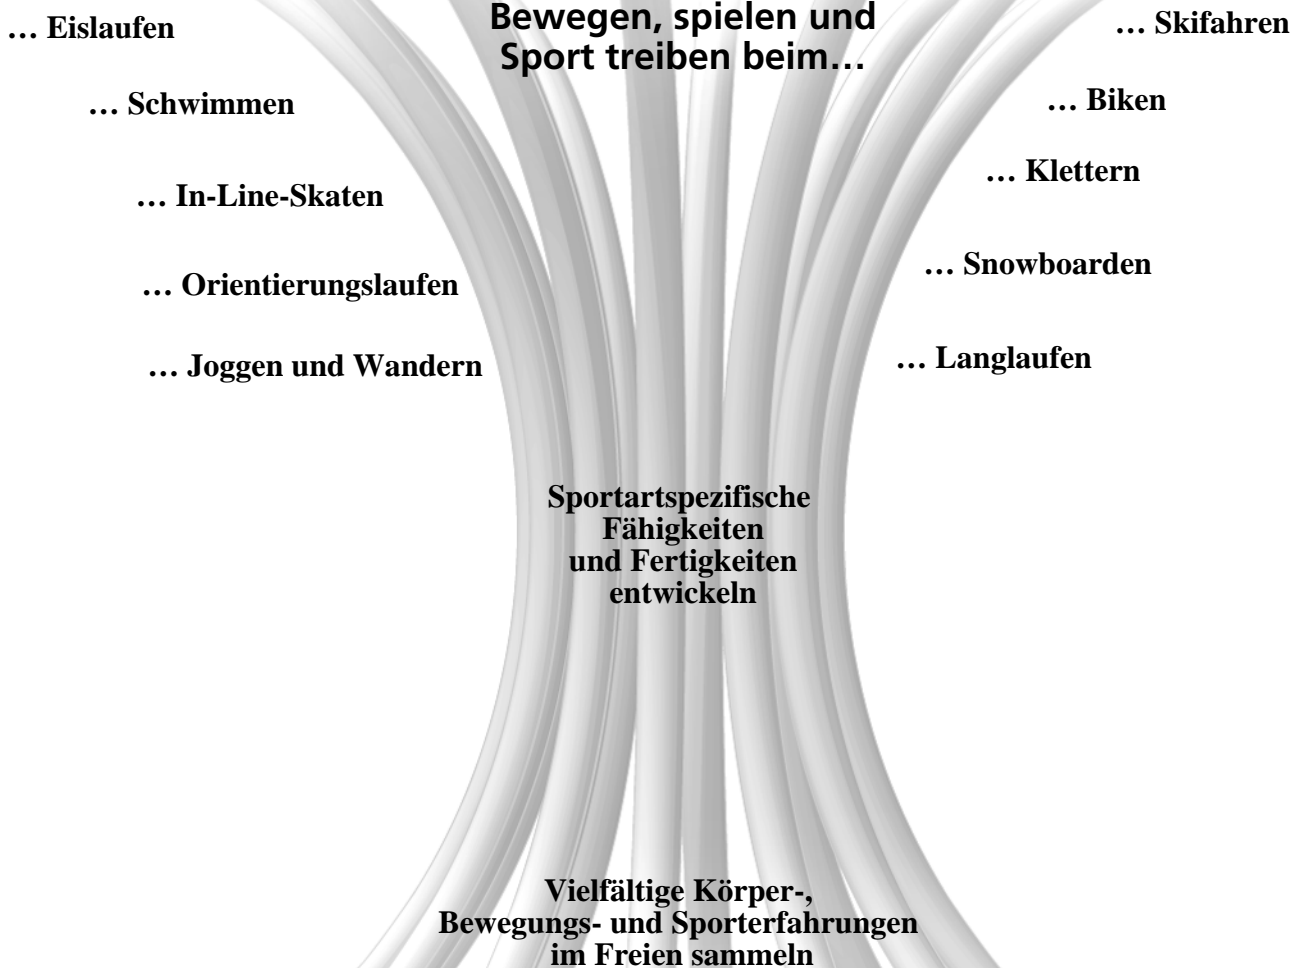 Bewegen, spielen und
Sport treiben beim…
… Eislaufen
… Schwimmen
… In-Line-Skaten
… Orientierungslaufen
… Joggen und Wandern
… Skifahren
… Biken
… Klettern
… Snowboarden
… Langlaufen
Sportartspezifische
Fähigkeiten
und Fertigkeiten
entwickeln
Vielfältige Körper-,
Bewegungs- und Sporterfahrungen
im Freien sammeln